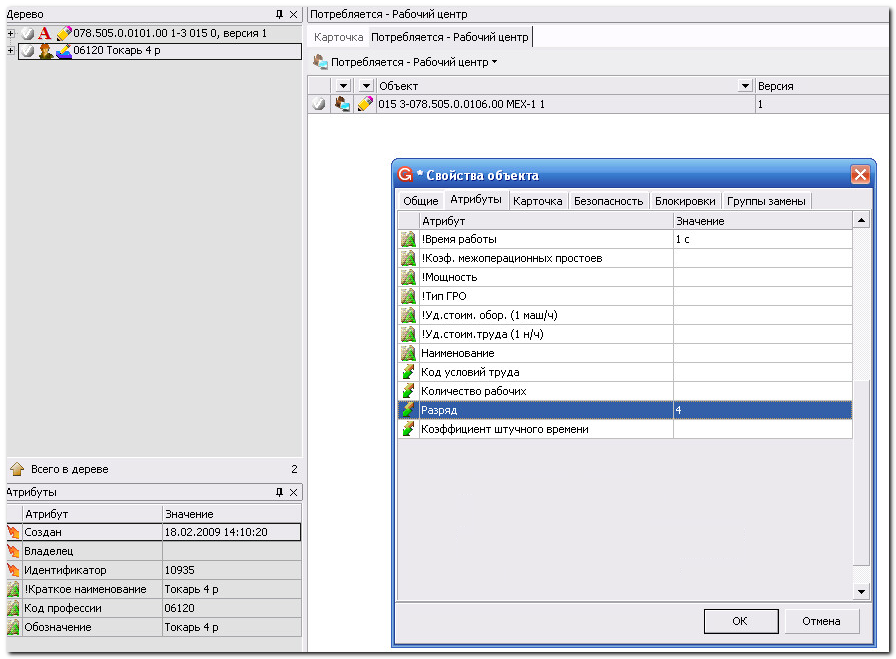 Дерево
078.505.0.0101.00 1-3 015 0, версия 1
06120 Токарь 4 р
Всего в дереве 2
Атрибуты
Атрибут Значение
Создан 18.02.2009 14:10:20
Владелец
Идентификатор 10935
!Краткое наименование Токарь 4 р
Код профессии 06120
Обозначение Токарь 4 р
Потребляется - Рабочий центр
Карточка Потребляется - Рабочий центр
Потребляется - Рабочий центр
Объект Версия
015 3-078.505.0.0106.00 МЕХ-1 1 1
* Свойства объекта
Общие Атрибуты Карточка Безопасность Блокировки Группы замены
Атрибут Значение
!Время работы 1 с
!Коэф. межоперационных простоев
!Мощность
!Тип ГРО
!Уд.стоим. обор. (1 маш/ч)
!Уд.стоим.труда (1 н/ч)
Наименование
Код условий труда
Количество рабочих
Разряд 4
Коэффициент штучного времени
ОК Отмена